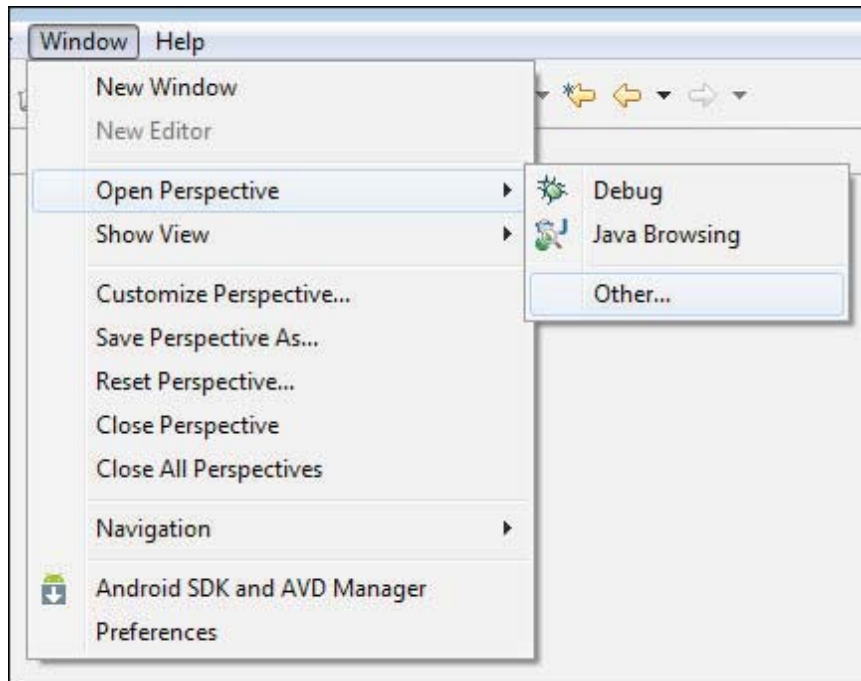 Window Help
New Window
New Editor
Open Perspective
Debug
Show View
Java Browsing
Customize Perspective...
Other...
Save Perspective As...
Reset Perspective...
Close Perspective
Close All Perspectives
Navigation
Android SDK and AVD Manager
Preferences